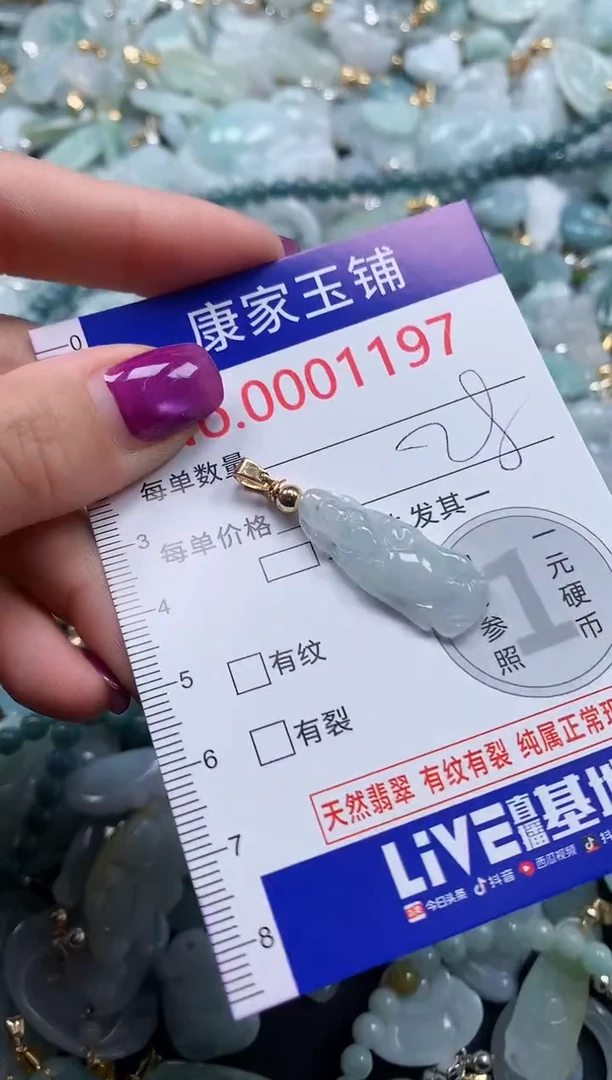 康家玉铺
.0001197
每单数量
每单价格
发其一
一元硬币
1
参照
有纹
有裂
天然翡翠 有纹有裂 纯属正常现
LiVE直播基地
今日头条 抖音 西瓜视频 抖
0
3
4
5
6
7
8